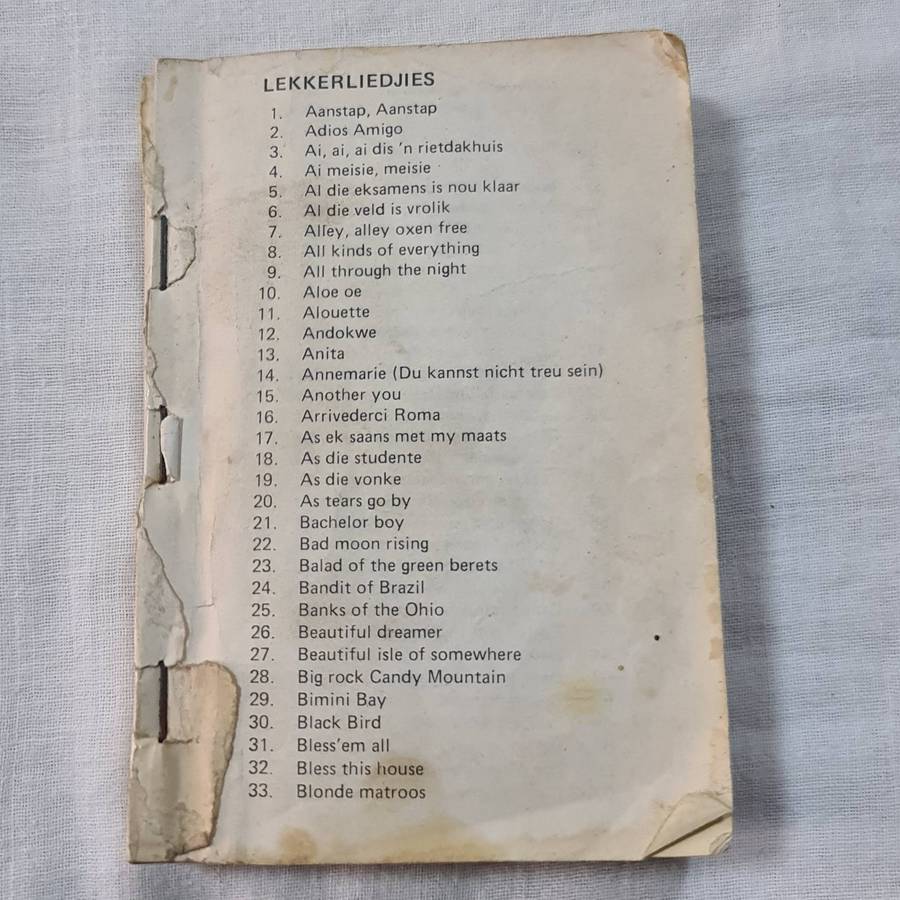 LEKKERLIEDJIES
1. Aanstap, Aanstap
2. Adios Amigo
3. Ai, ai, ai dis 'n rietdakhuis
4. Ai meisie, meisie
5. Al die eksamens is nou klaar
6. Al die veld is vrolik
7. Alley, alley oxen free
8. All kinds of everything
9. All through the night
10. Aloe oe
11. Alouette
12. Andokwe
13. Anita
14. Annemarie (Du kannst nicht treu sein)
15. Another you
16. Arrivederci Roma
17. As ek saans met my maats
18. As die studente
19. As die vonke
20. As tears go by
21. Bachelor boy
22. Bad moon rising
23. Balad of the green berets
24. Bandit of Brazil
25. Banks of the Ohio
26. Beautiful dreamer
27. Beautiful isle of somewhere
28. Big rock Candy Mountain
29. Bimini Bay
30. Black Bird
31. Bless'em all
32. Bless this house
33. Blonde matroos